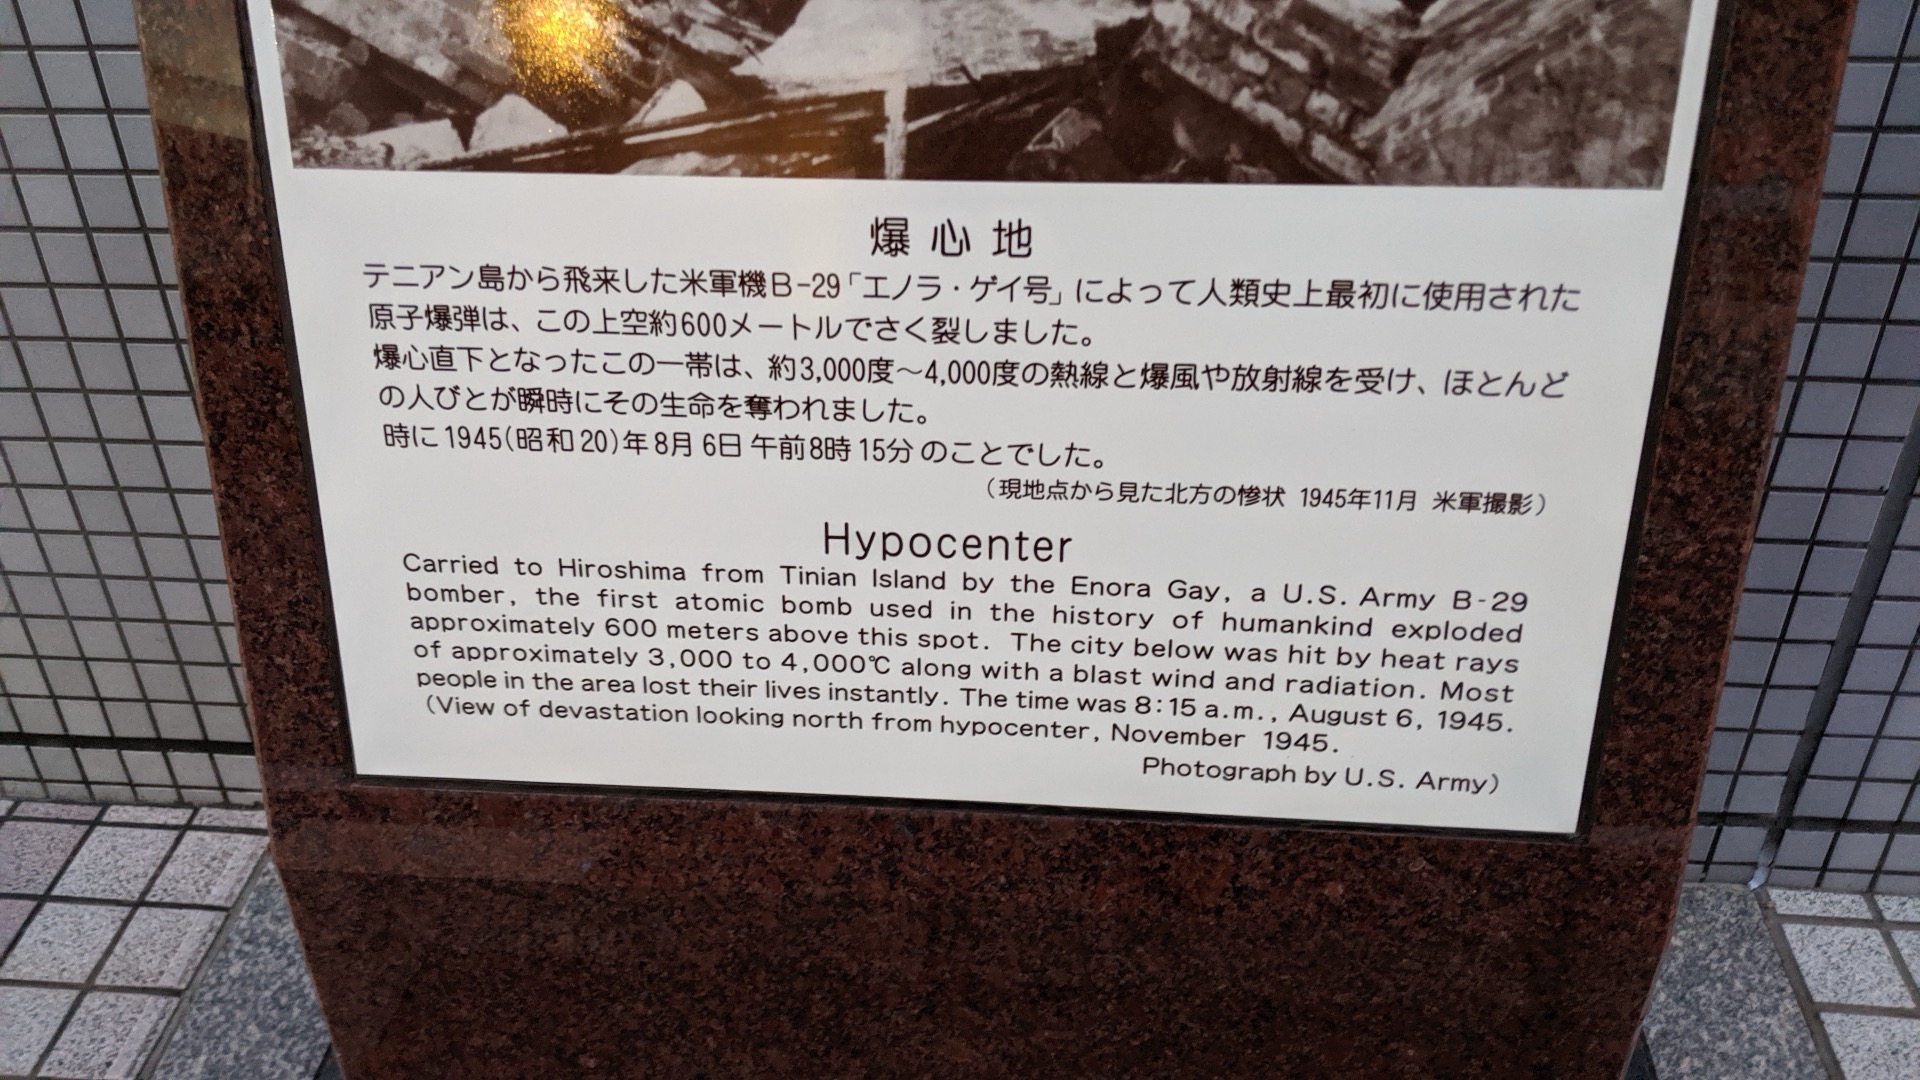 爆心地
テニアン島から飛来した米軍機B-29「エノラ・ゲイ号」によって人類史上最初に使用された
原子爆弾は、この上空約600メートルでさく裂しました。
爆心直下となったこの一帯は、約3,000度〜4,000度の熱線と爆風や放射線を受け、ほとんど
の人びとが瞬時にその生命を奪われました。
時に1945(昭和20)年8月6日午前8時15分のことでした。
（現地点から見た北方の惨状 1945年11月 米軍撮影）
Hypocenter
Carried to Hiroshima from Tinian Island by the Enora Gay, a U.S. Army B-29
bomber, the first atomic bomb used in the history of humankind exploded
approximately 600 meters above this spot. The city below was hit by heat rays
of approximately 3,000 to 4,000℃ along with a blast wind and radiation. Most
people in the area lost their lives instantly. The time was 8:15 a.m., August 6, 1945.
(View of devastation looking north from hypocenter, November 1945.
Photograph by U.S. Army)